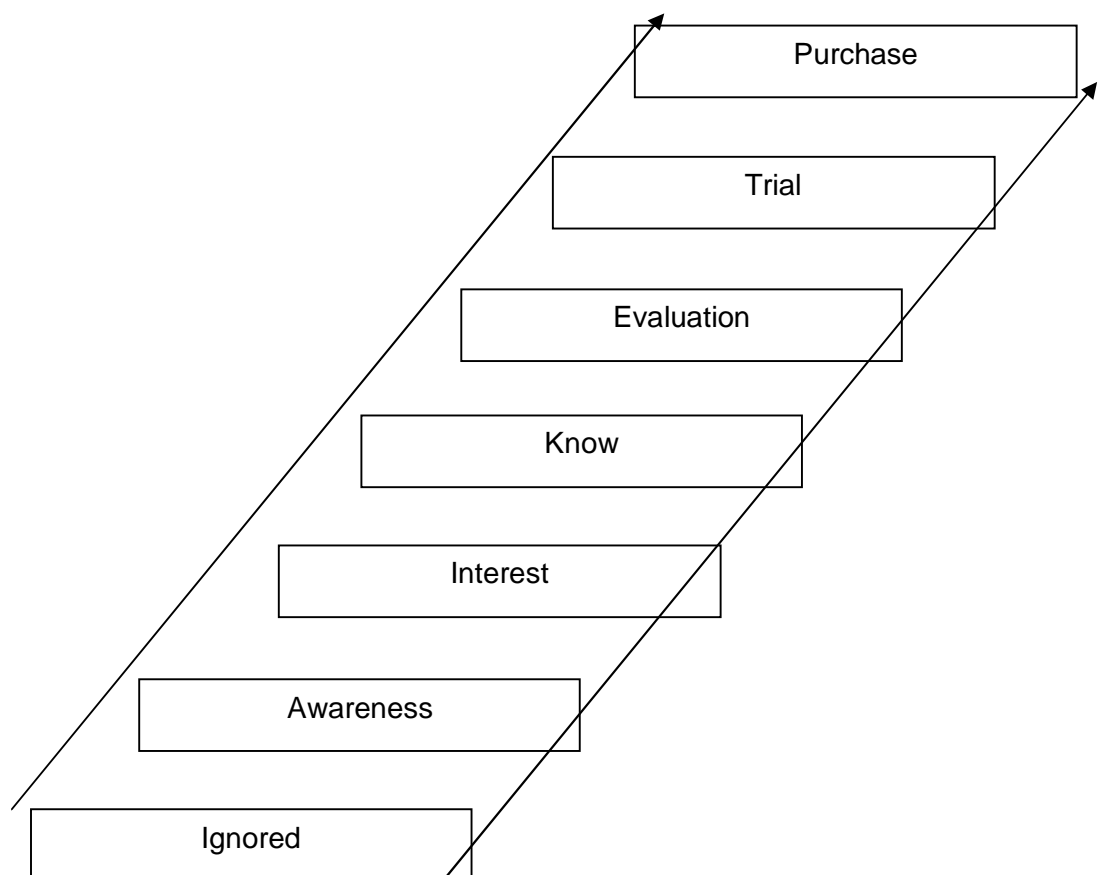 Purchase
Trial
Evaluation
Know
Interest
Awareness
Ignored